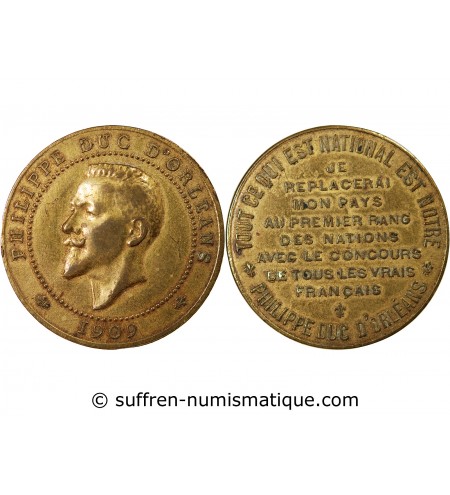 PHILIPPE DUC D'ORLEANS
1909
TOUT CE QUI EST NATIONAL EST NOTRE
JE
REPLACERAI
MON PAYS
AU PREMIER RANG
DES NATIONS
AVEC LE CONCOURS
DE TOUS LES VRAIS
FRANÇAIS
PHILIPPE DUC D'ORLEANS
© suffren-numismatique.com